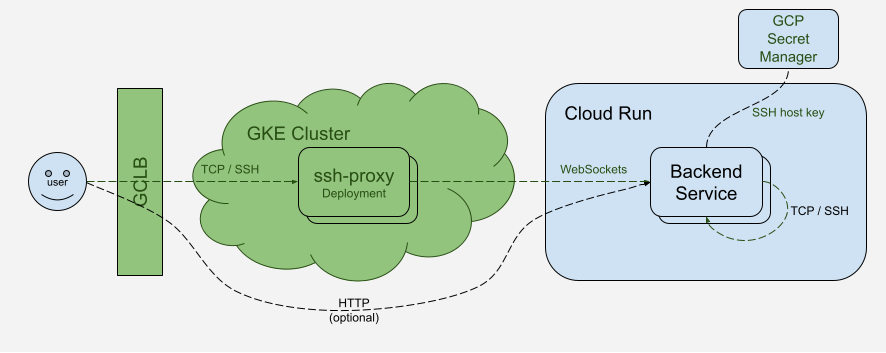 GCP
Secret
Manager
Cloud Run
SSH host key
GKE Cluster
GCLB
user
TCP / SSH
ssh-proxy
Deployment
WebSockets
Backend
Service
TCP / SSH
HTTP
(optional)